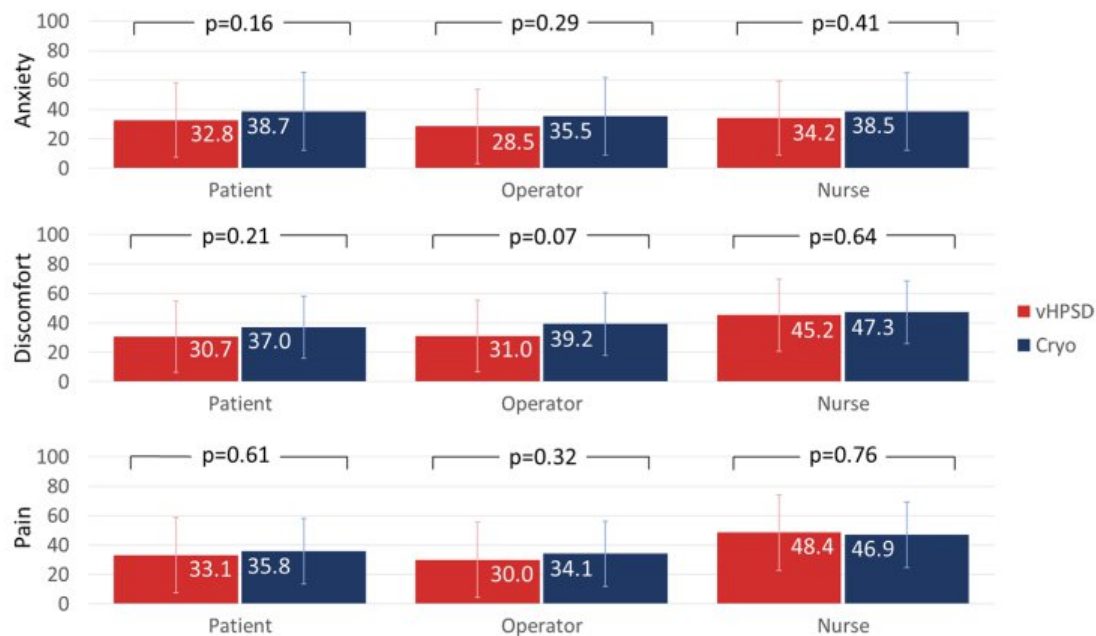 100
p=0.16
p=0.29
p=0.41
80
60
40
20
0
Anxiety
32.8
38.7
28.5
35.5
34.2
38.5
Patient
Operator
Nurse
100
p=0.21
p=0.07
p=0.64
80
60
40
20
0
Discomfort
30.7
37.0
31.0
39.2
45.2
47.3
Patient
Operator
Nurse
vHPSD
Cryo
100
p=0.61
p=0.32
p=0.76
80
60
40
20
0
Pain
33.1
35.8
30.0
34.1
48.4
46.9
Patient
Operator
Nurse